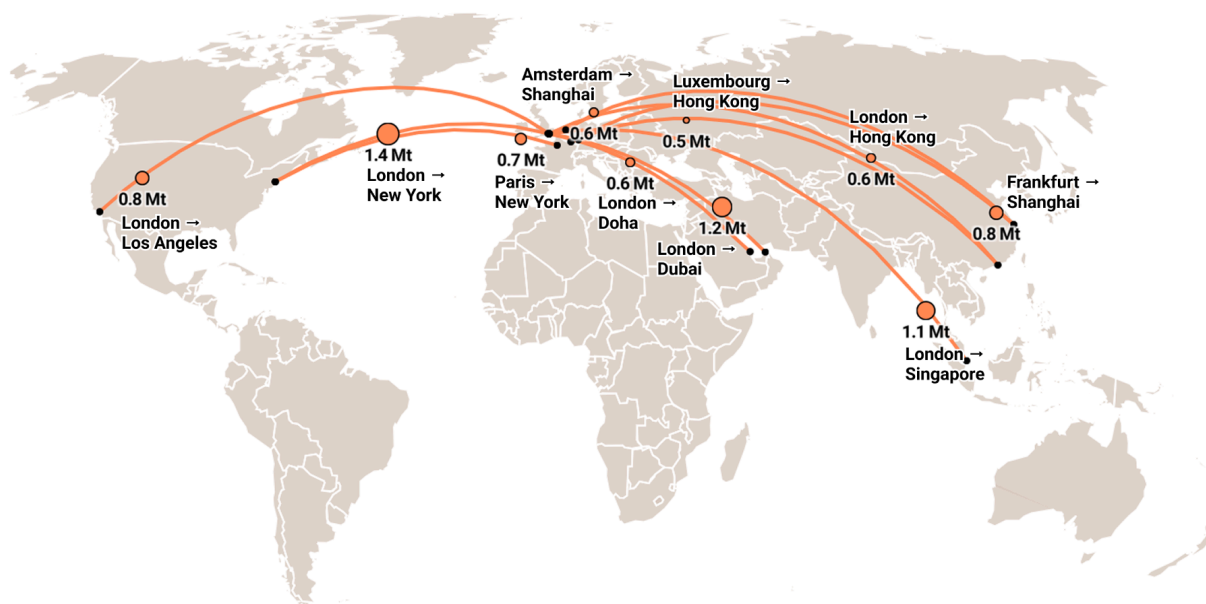 Amsterdam →
Shanghai
0.6 Mt
Luxembourg →
Hong Kong
0.5 Mt
London →
Hong Kong
0.6 Mt
Frankfurt →
Shanghai
0.8 Mt
1.4 Mt
London →
New York
0.7 Mt
Paris →
New York
0.6 Mt
London →
Doha
1.2 Mt
London →
Dubai
0.8 Mt
London →
Los Angeles
1.1 Mt
London →
Singapore